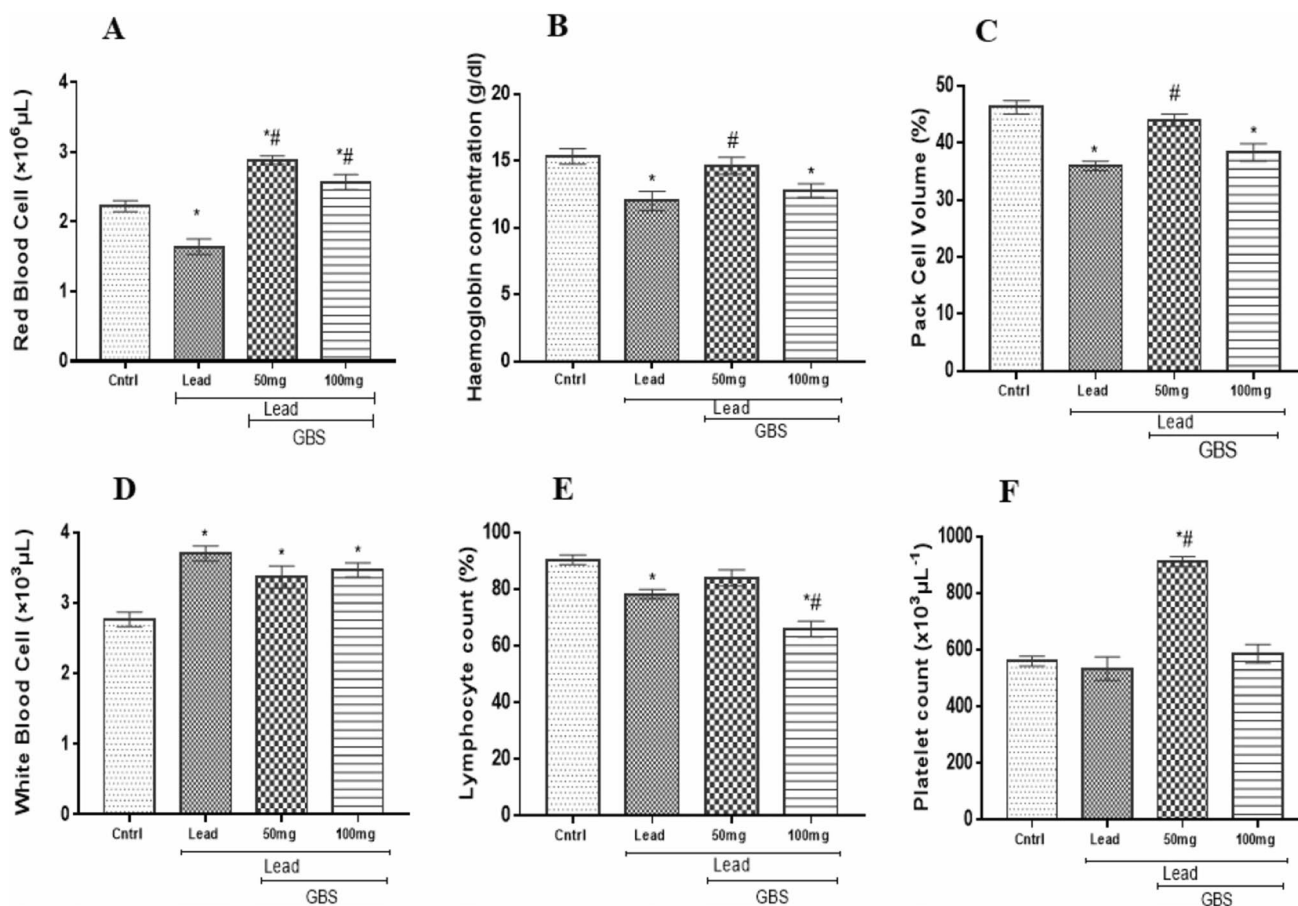 A
Red Blood Cell (×10⁶µL)
4
3
2
1
0
*
*#
*#
Cntrl Lead 50mg 100mg
Lead
GBS
B
Haemoglobin concentration (g/dl)
20
15
10
5
0
*
#
*
Cntrl Lead 50mg 100mg
Lead
GBS
C
Pack Cell Volume (%)
50
40
30
20
10
0
*
#
*
Cntrl Lead 50mg 100mg
Lead
GBS
D
White Blood Cell (×10³µL)
4
3
2
1
0
*
*
*
Cntrl Lead 50mg 100mg
Lead
GBS
E
Lymphocyte count (%)
100
80
60
40
20
0
*
*#
Cntrl Lead 50mg 100mg
Lead
GBS
F
Platelet count (x10³µL⁻¹)
1000
800
600
400
200
0
*#
Cntrl Lead 50mg 100mg
Lead
GBS